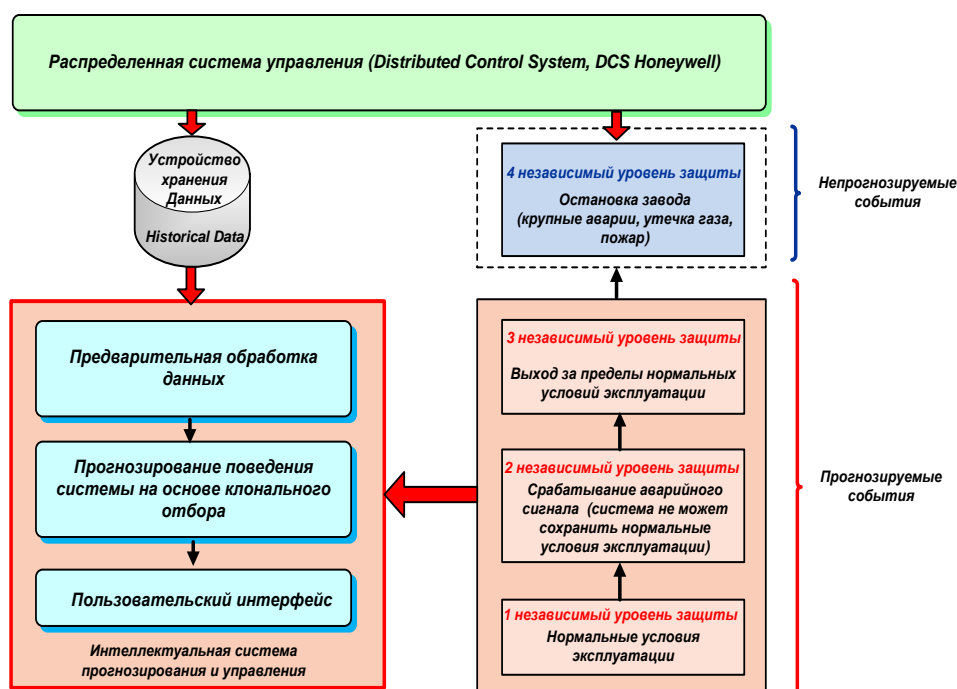 Распределенная система управления (Distributed Control System, DCS Honeywell)
Устройство
хранения
Данных
Historical Data
4 независимый уровень защиты
Остановка завода
(крупные аварии, утечка газа,
пожар)
Непрогнозируемые
события
Предварительная обработка
данных
Прогнозирование поведения
системы на основе клонального
отбора
Пользовательский интерфейс
Интеллектуальная система
прогнозирования и управления
3 независимый уровень защиты
Выход за пределы нормальных
условий эксплуатации
2 независимый уровень защиты
Срабатывание аварийного
сигнала (система не может
сохранить нормальные
условия эксплуатации)
1 независимый уровень защиты
Нормальные условия
эксплуатации
Прогнозируемые
события